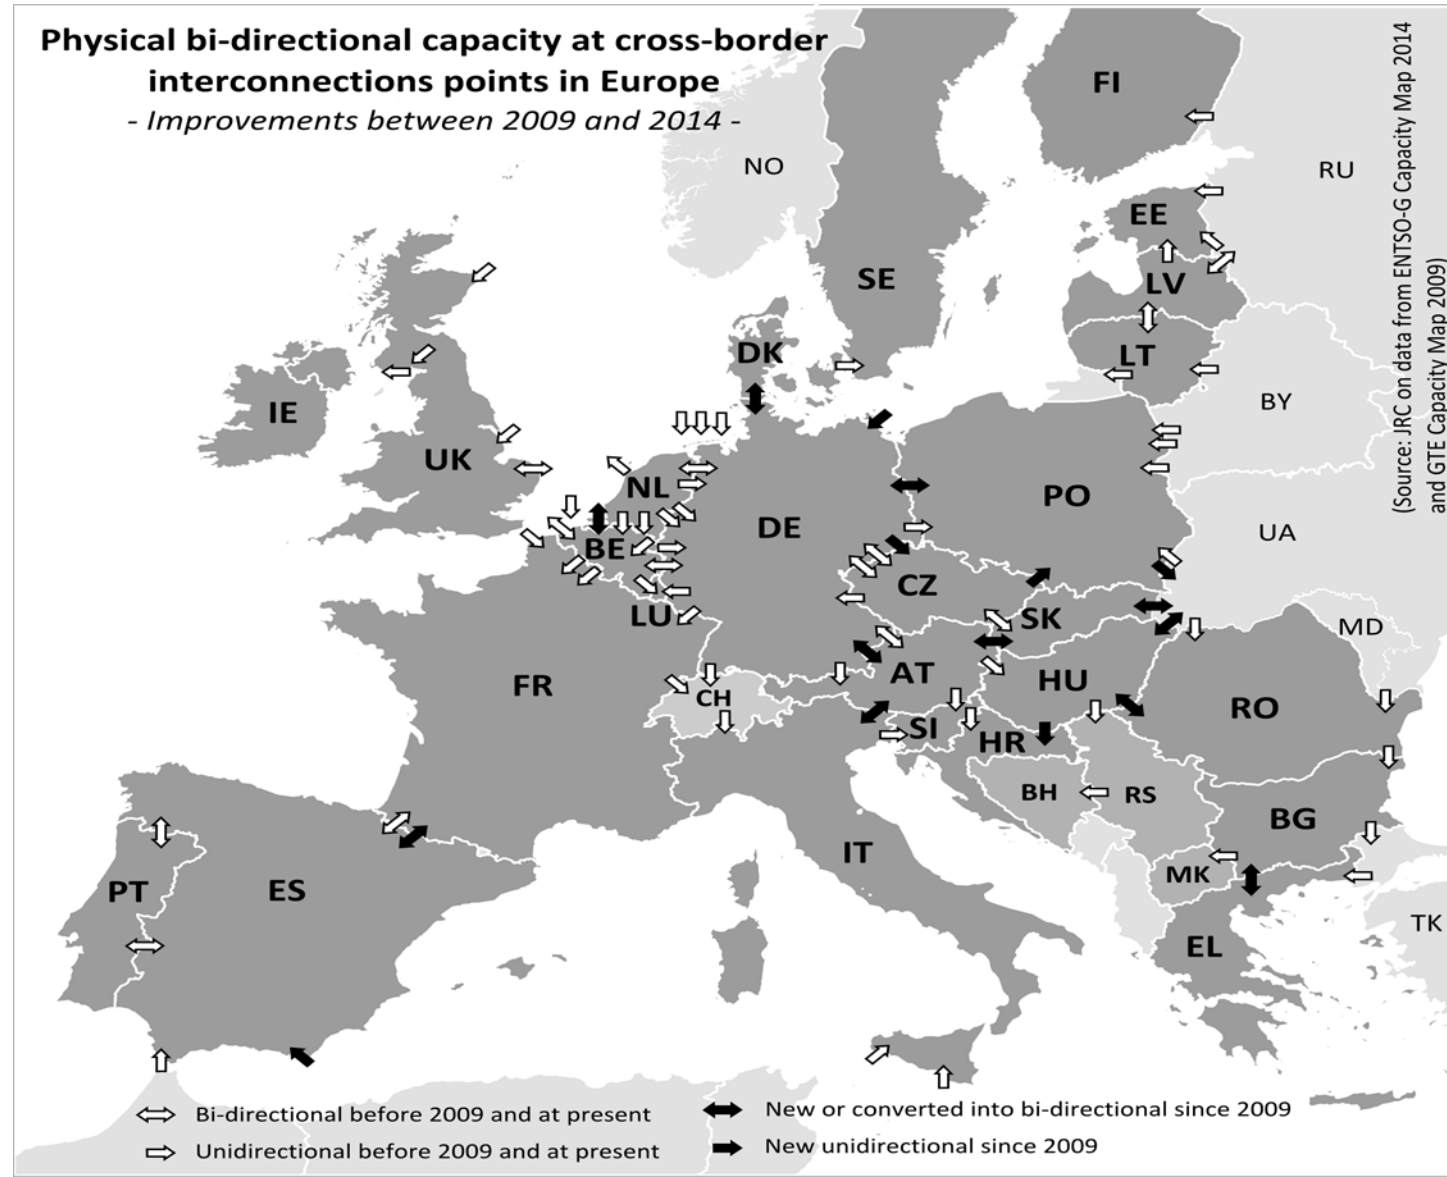 Physical bi-directional capacity at cross-border
interconnections points in Europe
- Improvements between 2009 and 2014 -
(Source: JRC on data from ENTSO-G Capacity Map 2014
and GTE Capacity Map 2009)
FI
NO
RU
EE
SE
LV
DK
LT
IE
BY
UK
NL
PO
DE
UA
BE
CZ
LU
SK
MD
FR
CH
AT
HU
RO
SI
HR
BH
RS
BG
IT
PT
ES
MK
TK
EL
Bi-directional before 2009 and at present
New or converted into bi-directional since 2009
Unidirectional before 2009 and at present
New unidirectional since 2009